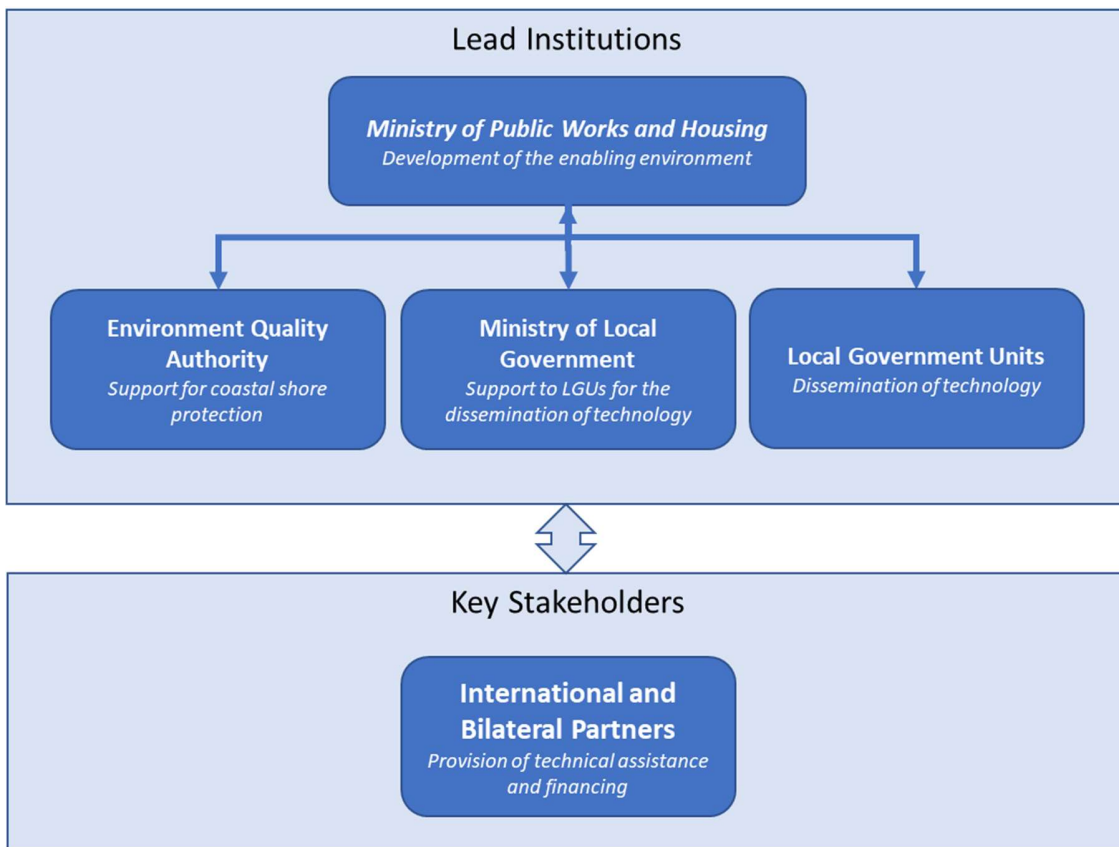 Lead Institutions
Ministry of Public Works and Housing
Development of the enabling environment
Environment Quality
Authority
Support for coastal shore
protection
Ministry of Local
Government
Support to LGUs for the
dissemination of technology
Local Government Units
Dissemination of technology
Key Stakeholders
International and
Bilateral Partners
Provision of technical assistance
and financing